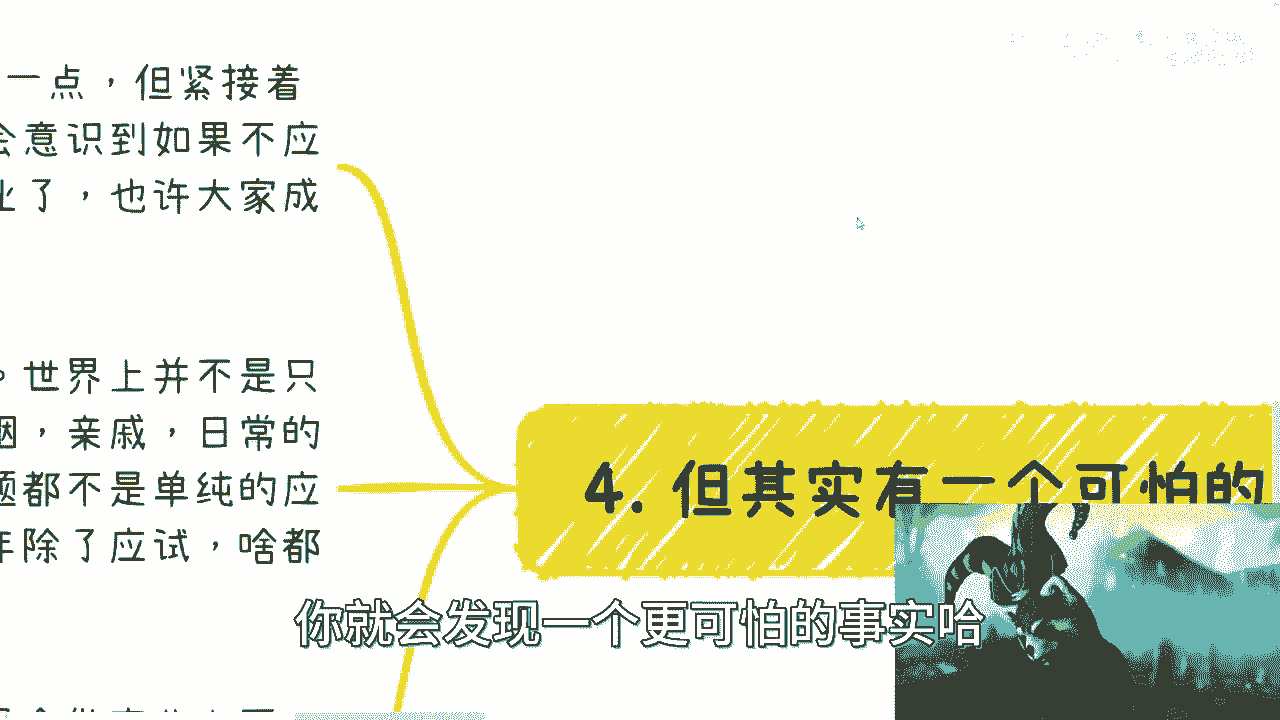 一点，但紧接着
会意识到如果不应
业了，也许大家成
。世界上并不是只
姻，亲戚，日常的
题都不是单纯的应
年除了应试，啥都
4. 但其实有一个可怕的
你就会发现一个更可怕的事实哈